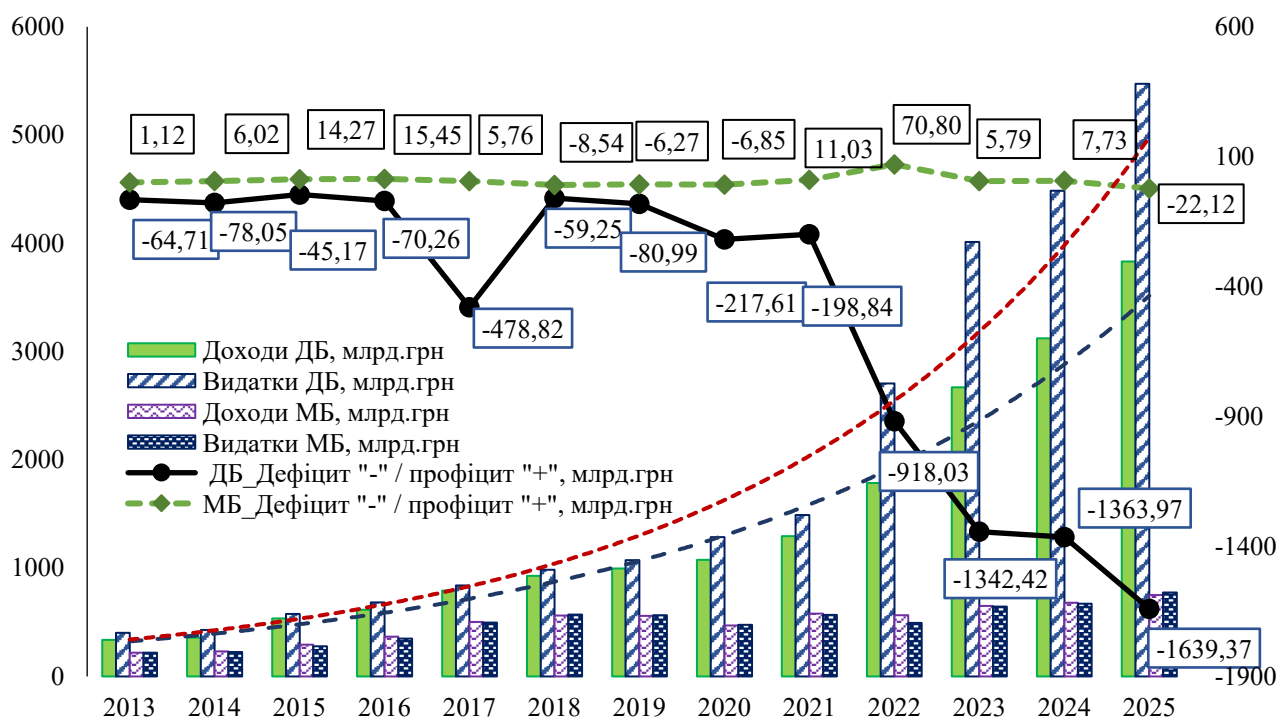 6000 600
1,12 6,02 14,27 15,45 5,76 -8,54 -6,27 -6,85 11,03 70,80 5,79 7,73
5000 100
-22,12
4000 -400
-64,71 -78,05 -45,17 -70,26 -478,82 -59,25 -80,99 -217,61 -198,84
3000 -900
Доходи ДБ, млрд.грн
Видатки ДБ, млрд.грн
Доходи МБ, млрд.грн
Видатки МБ, млрд.грн
ДБ_Дефіцит "-" / профіцит "+", млрд.грн
МБ_Дефіцит "-" / профіцит "+", млрд.грн
2000 -1400
-918,03 -1342,42 -1363,97 -1639,37
1000
0 -1900
2013 2014 2015 2016 2017 2018 2019 2020 2021 2022 2023 2024 2025